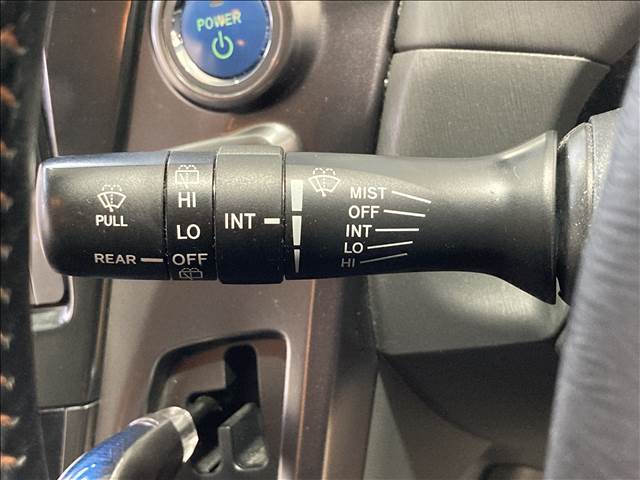 POWER
PULL
REAR
HI
LO
OFF
INT
MIST
OFF
INT
LO
HI